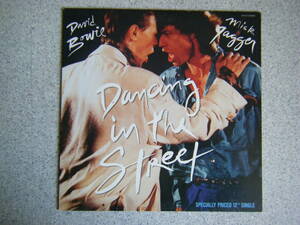 David
Bowie
Mick
Jagger
Dancing
in the
Street
SPECIALLY PRICED 12" SINGLE